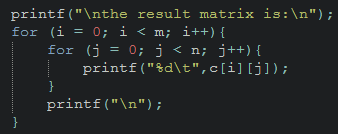 printf("\nthe result matrix is:\n");
for (i = 0; i < m; i++){
    for (j = 0; j < n; j++){
        printf("%d\t",c[i][j]);
    }
    printf("\n");
}